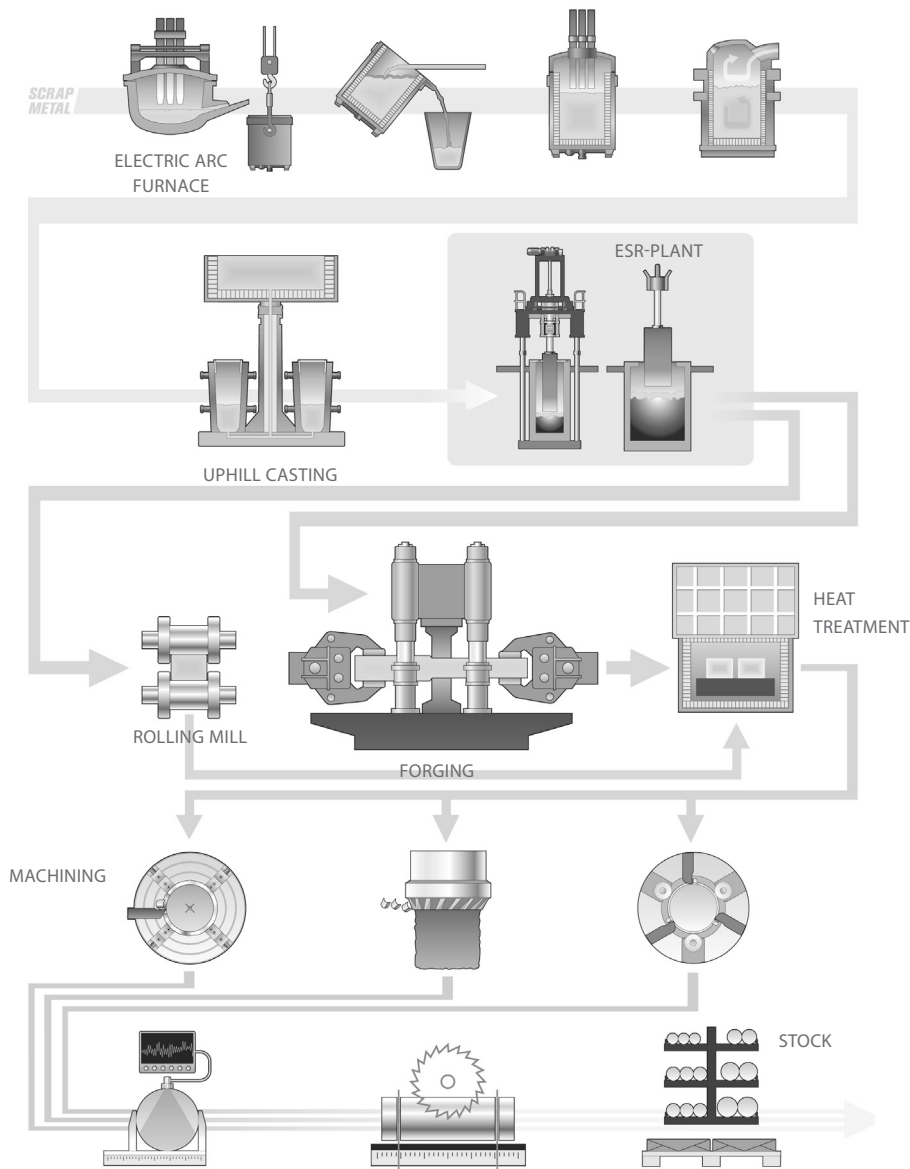 SCRAP
METAL
ELECTRIC ARC
FURNACE
ESR-PLANT
UPHILL CASTING
HEAT
TREATMENT
ROLLING MILL
FORGING
MACHINING
STOCK